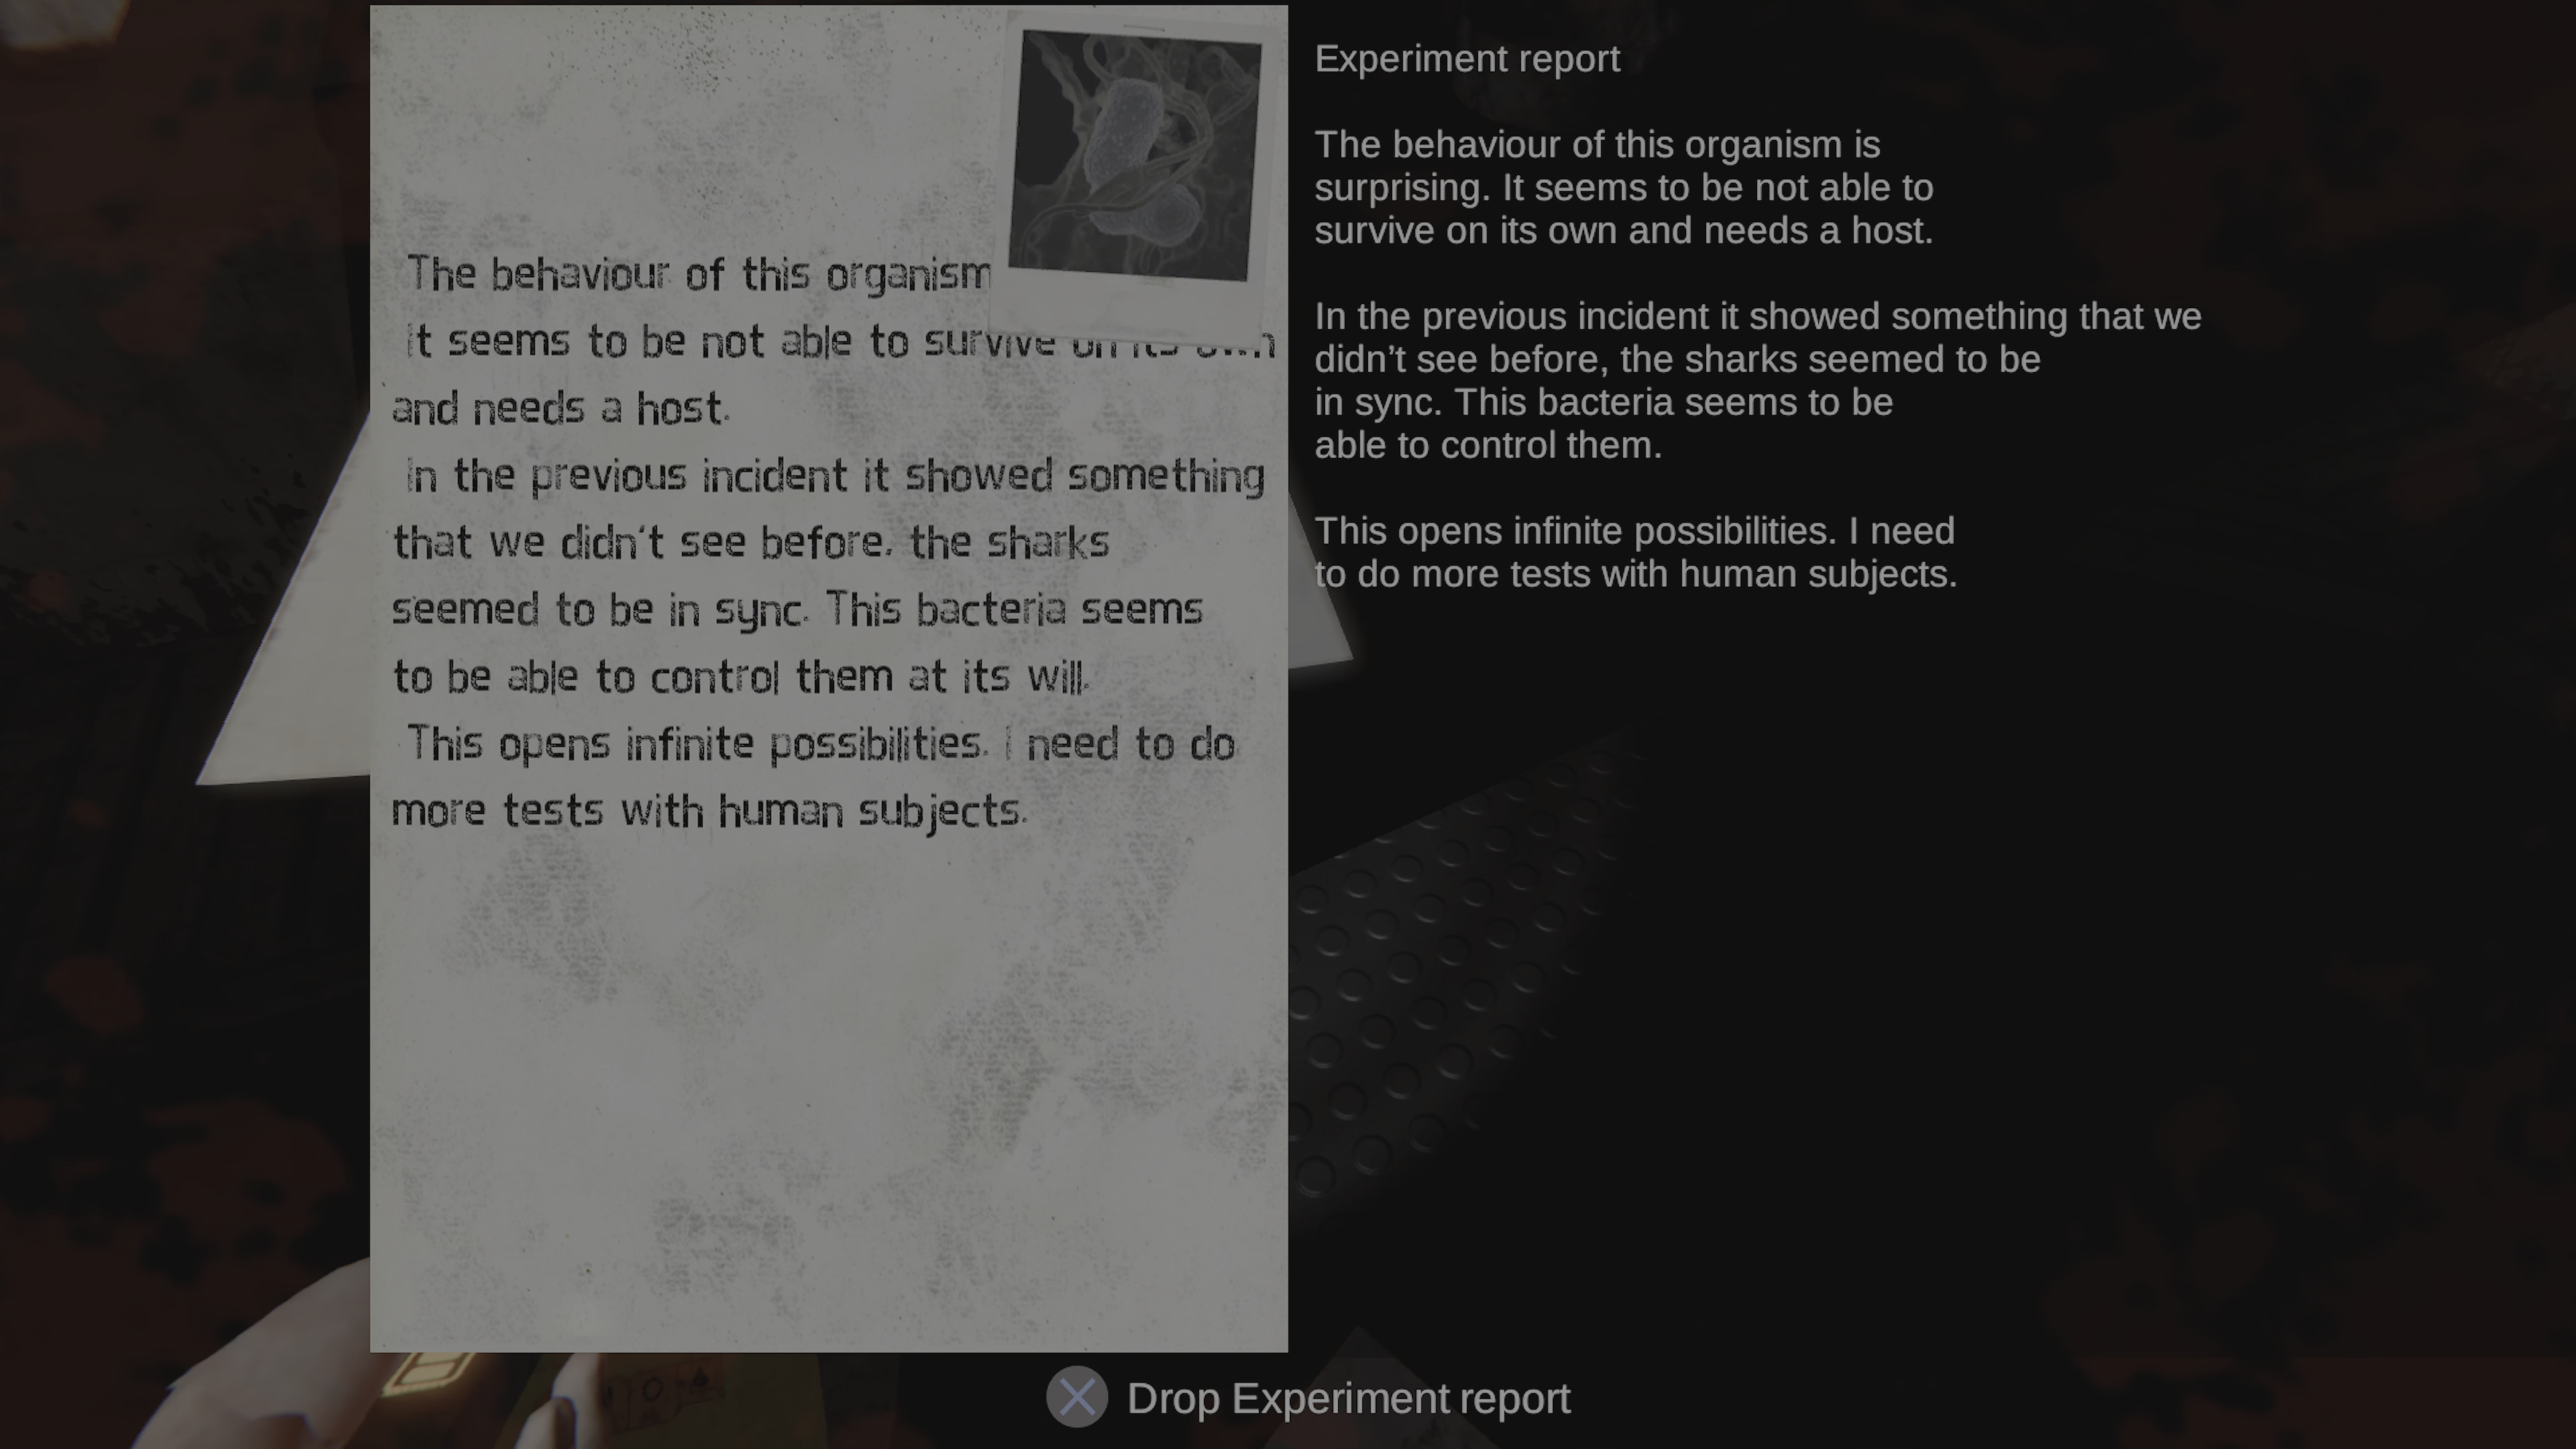 The behaviour of this organism
it seems to be not able to survive on its own
and needs a host.
in the previous incident it showed something
that we didn't see before. the sharks
seemed to be in sync. This bacteria seems
to be able to control them at its will.
This opens infinite possibilities. I need to do
more tests with human subjects.
Experiment report
The behaviour of this organism is
surprising. It seems to be not able to
survive on its own and needs a host.
In the previous incident it showed something that we
didn’t see before, the sharks seemed to be
in sync. This bacteria seems to be
able to control them.
This opens infinite possibilities. I need
to do more tests with human subjects.
Drop Experiment report